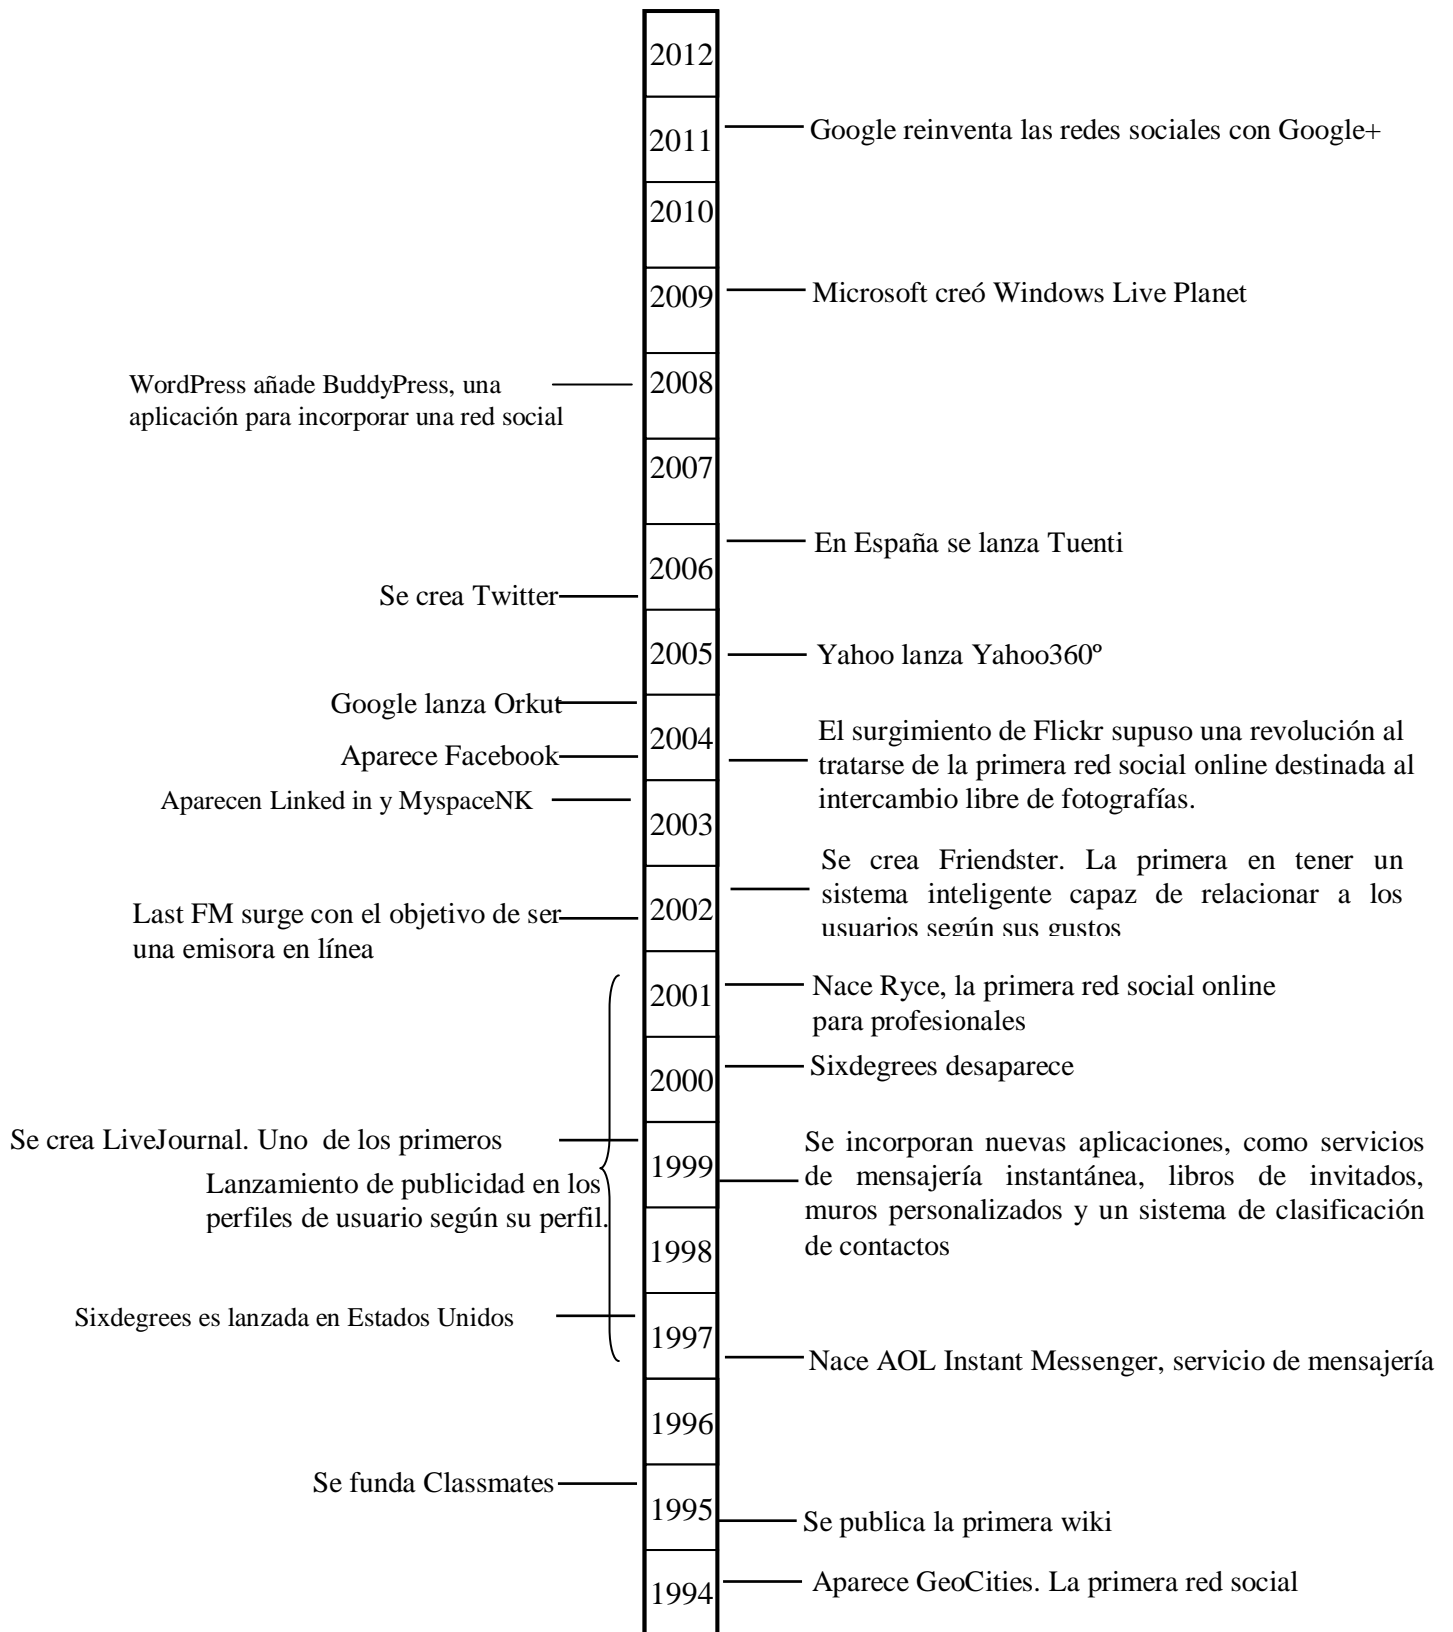 2012
2011
Google reinventa las redes sociales con Google+
2010
2009
Microsoft creó Windows Live Planet
WordPress añade BuddyPress, una
aplicación para incorporar una red social
2008
2007
En España se lanza Tuenti
2006
Se crea Twitter
2005
Yahoo lanza Yahoo360º
Google lanza Orkut
Aparece Facebook
2004
El surgimiento de Flickr supuso una revolución al
tratarse de la primera red social online destinada al
intercambio libre de fotografías.
Aparecen Linked in y MyspaceNK
2003
Se crea Friendster. La primera en tener un
sistema inteligente capaz de relacionar a los
usuarios según sus gustos
Last FM surge con el objetivo de ser
una emisora en línea
2002
2001
Nace Ryce, la primera red social online
para profesionales
2000
Sixdegrees desaparece
Se crea LiveJournal. Uno de los primeros
Lanzamiento de publicidad en los
perfiles de usuario según su perfil.
1999
Se incorporan nuevas aplicaciones, como servicios
de mensajería instantánea, libros de invitados,
muros personalizados y un sistema de clasificación
de contactos
1998
Sixdegrees es lanzada en Estados Unidos
1997
Nace AOL Instant Messenger, servicio de mensajería
1996
Se funda Classmates
1995
Se publica la primera wiki
1994
Aparece GeoCities. La primera red social